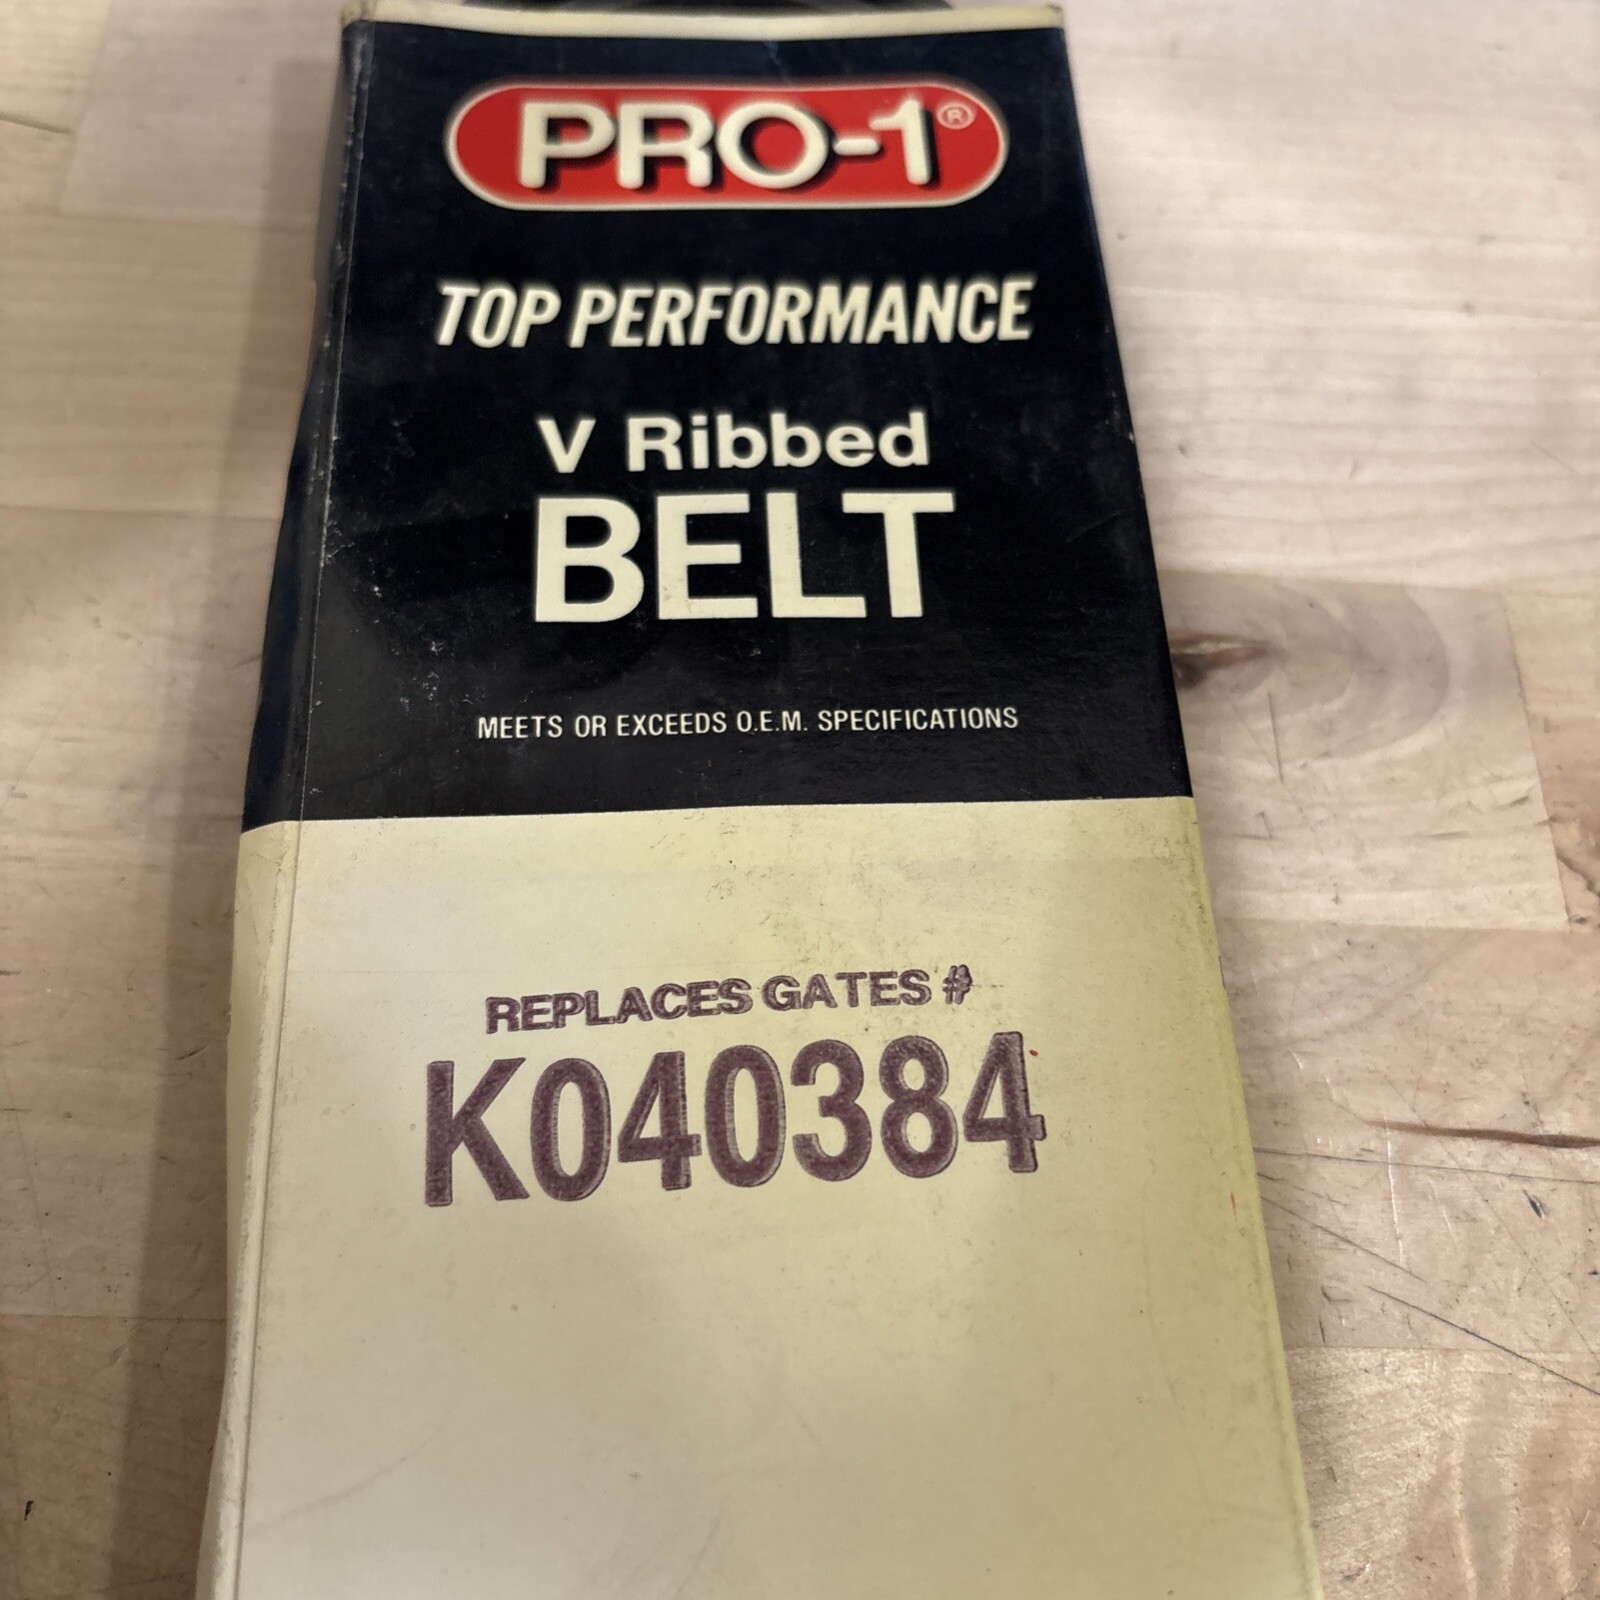 PRO-1®
TOP PERFORMANCE
V Ribbed
BELT
MEETS OR EXCEEDS O.E.M. SPECIFICATIONS
REPLACES GATES #
K040384